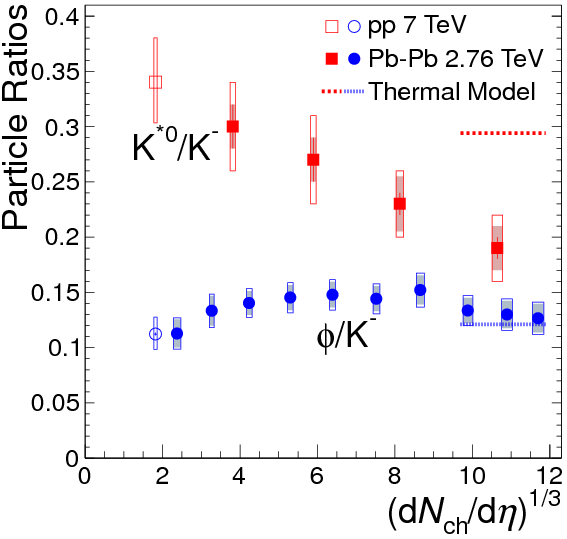 Particle Ratios
0.4
0.35
0.3
0.25
0.2
0.15
0.1
0.05
0
pp 7 TeV
Pb-Pb 2.76 TeV
Thermal Model
K*0/K-
ϕ/K-
0 2 4 6 8 10 12
(dNch/dη)1/3